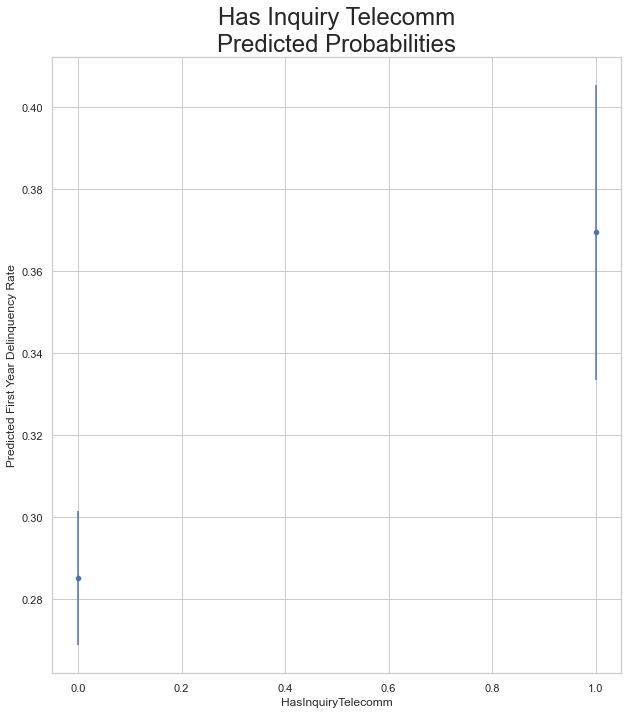 Has Inquiry Telecomm
Predicted Probabilities
Predicted First Year Delinquency Rate
0.40
0.38
0.36
0.34
0.32
0.30
0.28
0.0 0.2 0.4 0.6 0.8 1.0
HasInquiryTelecomm